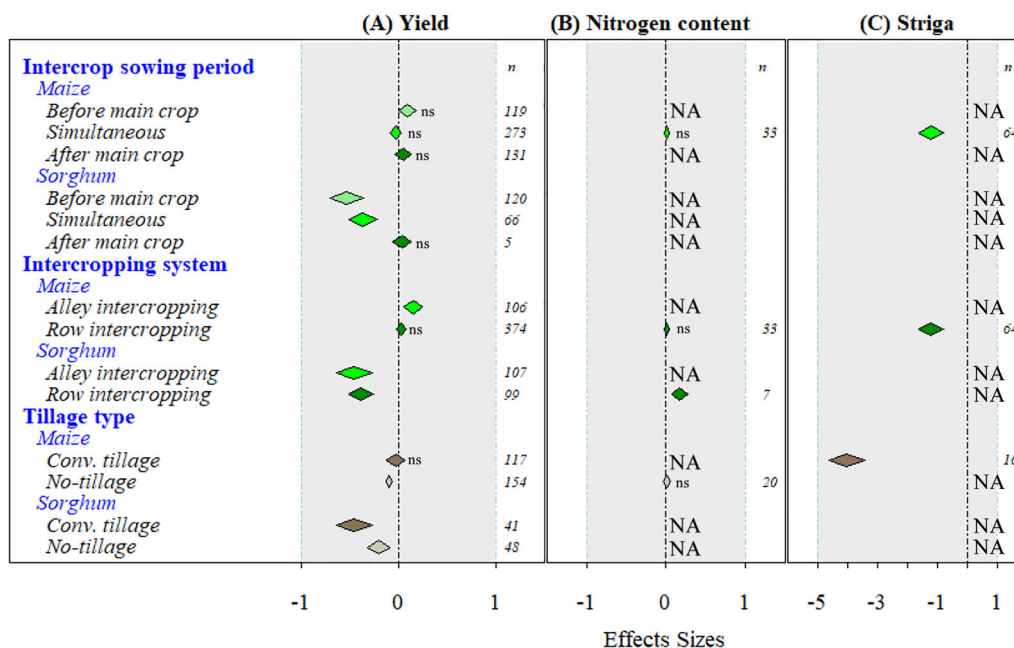 (A) Yield (B) Nitrogen content (C) Striga
Intercrop sowing period n n n
Maize
Before main crop ns 119 NA NA
Simultaneous ns 273 ns 33 64
After main crop ns 131 NA NA
Sorghum
Before main crop 120 NA NA
Simultaneous 66 NA NA
After main crop ns 5 NA NA
Intercropping system
Maize
Alley intercropping 106 NA NA
Row intercropping ns 374 ns 33 64
Sorghum
Alley intercropping 107 NA NA
Row intercropping 99 7 NA
Tillage type
Maize
Conv. tillage ns 117 NA
No-tillage 154 ns 20 NA
Sorghum
Conv. tillage 41 NA NA
No-tillage 48 NA NA
-1 0 1 -1 0 1 -5 -3 -1 1
Effects Sizes